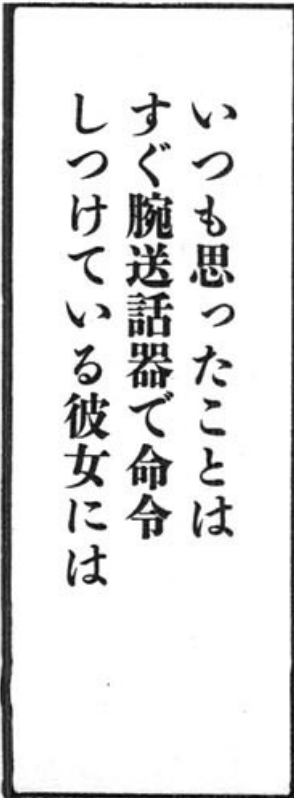 いつも思ったことは
すぐ腕送話器で命令
しつけている彼女には